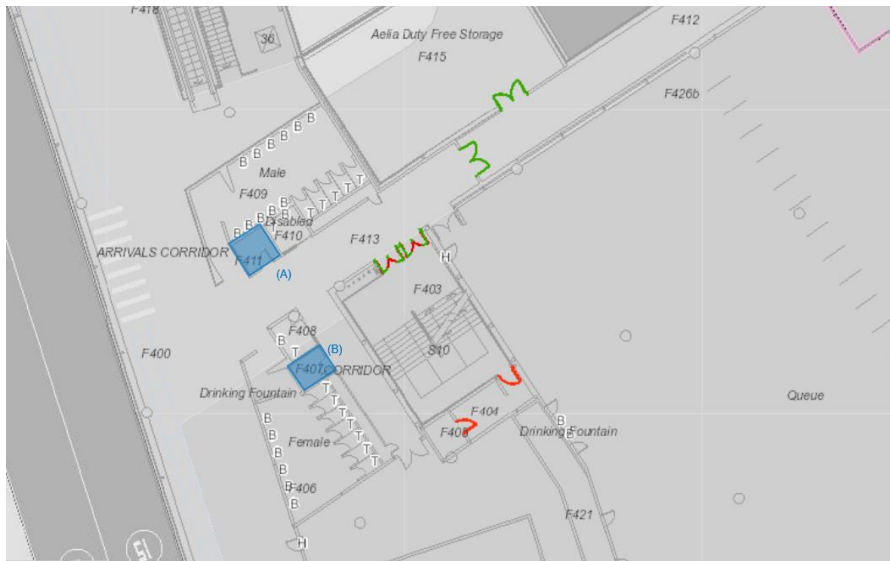 F418
36
Aelia Duty Free Storage
F415
F412
F426b
B B B B B B
Male
T T T T T
F409
B B B B B B
Disabled
F410
ARRIVALS CORRIDOR
F411
(A)
F413
H
F403
F408
B
T
(B)
F400
S10
F407
CORRIDOR
Drinking Fountain
T T T T T T T T
Queue
F404
B B B B B B B
Female
F405
Drinking Fountain
B
B
F406
F421
H